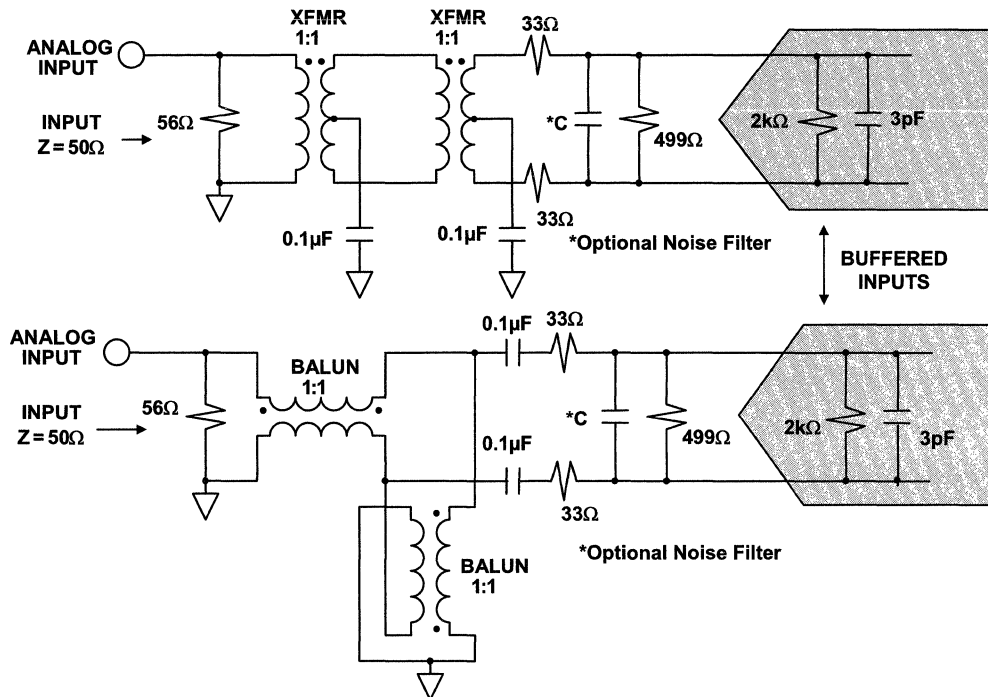 XFMR
1:1
XFMR
1:1
33Ω
ANALOG
INPUT
INPUT
Z = 50Ω
56Ω
*C
499Ω
2kΩ
3pF
0.1µF
0.1µF
33Ω
*Optional Noise Filter
BUFFERED
INPUTS
ANALOG
INPUT
BALUN
1:1
0.1µF
33Ω
INPUT
Z = 50Ω
56Ω
*C
499Ω
2kΩ
3pF
0.1µF
33Ω
*Optional Noise Filter
BALUN
1:1